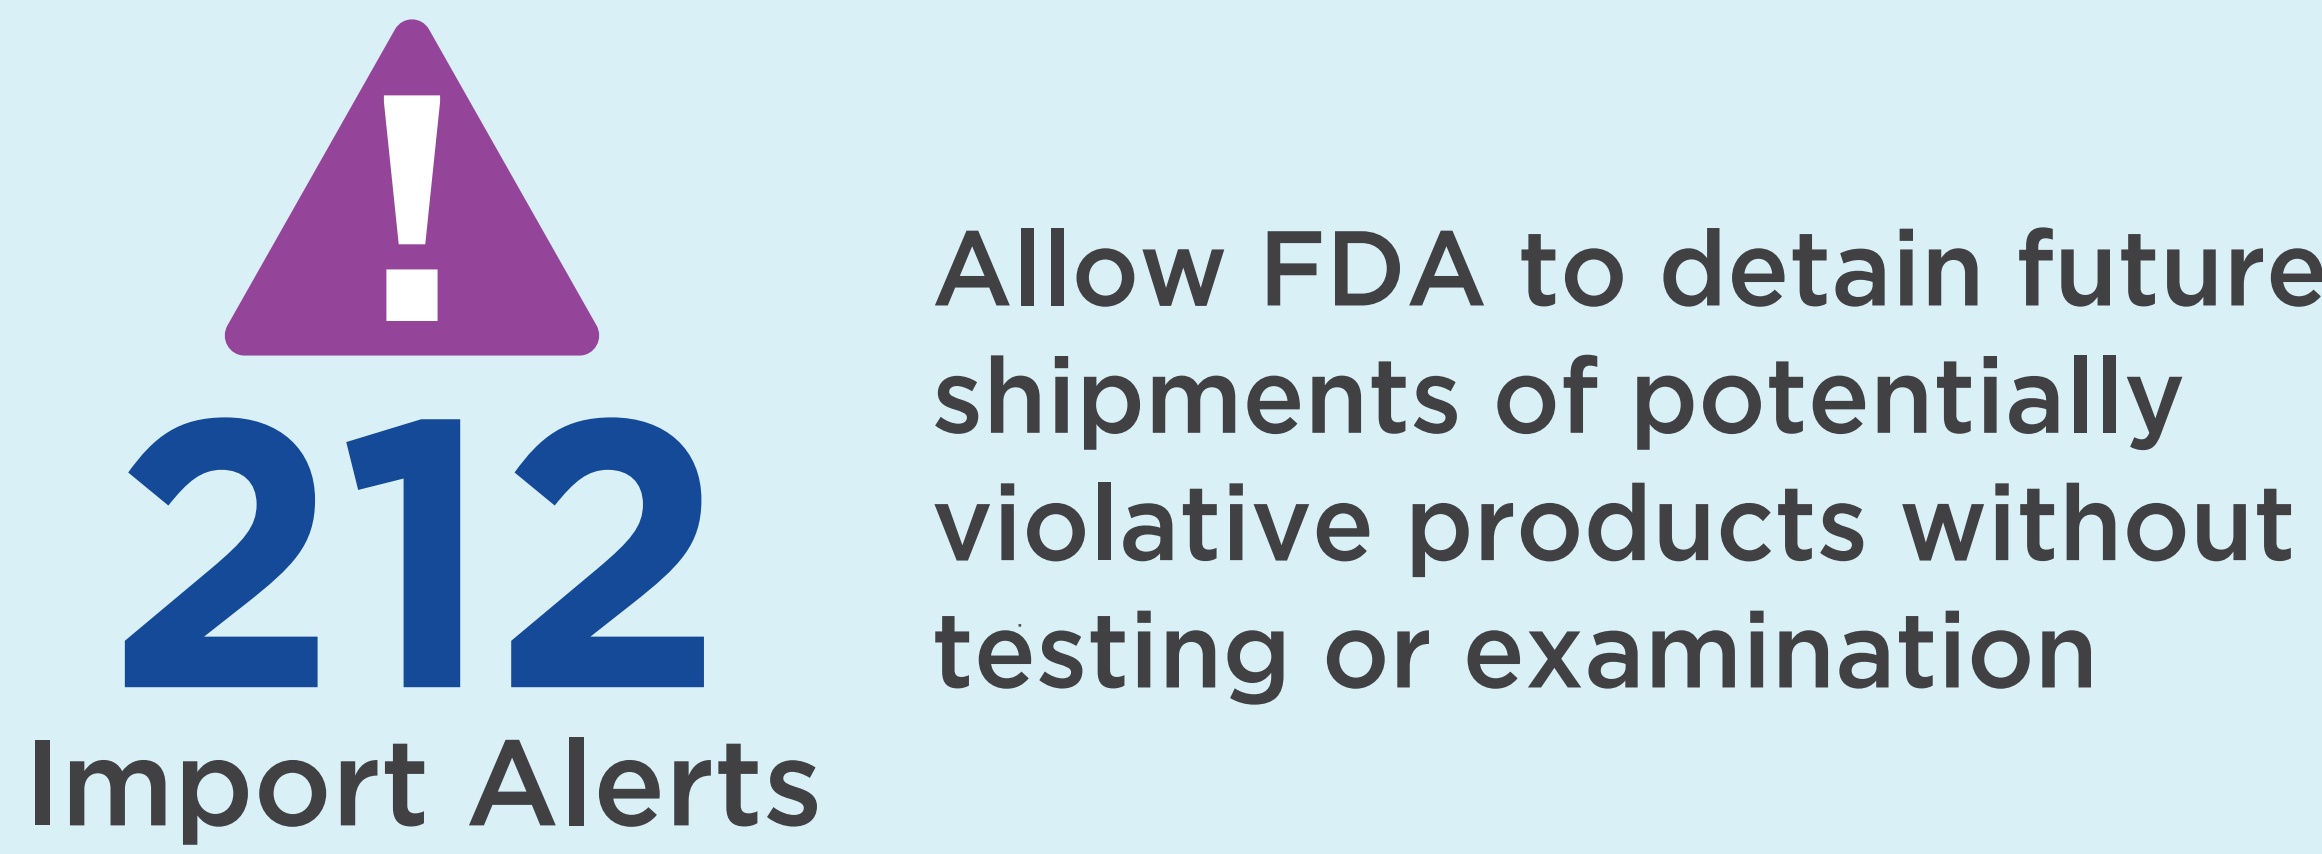 !
212
Import Alerts
Allow FDA to detain future
shipments of potentially
violative products without
testing or examination